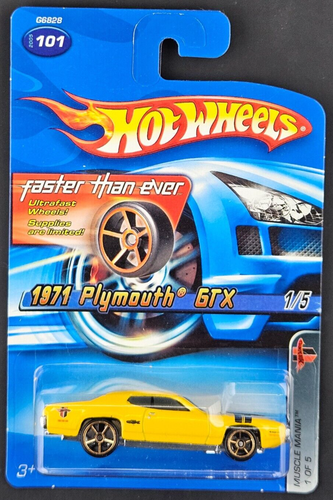 G6828
2005
101
HOT WHEELS
faster than ever
Ultrafast
Wheels!
Supplies
are limited!
1971 Plymouth® GTX
1/5
MUSCLE MANIA™
1 OF 5
3+